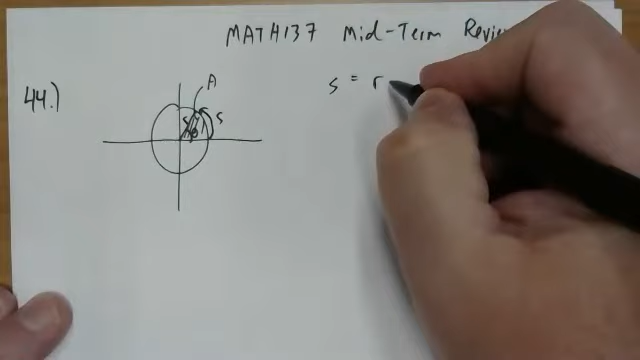 MATH137 Mid-Term
44.)
A
s = r
s